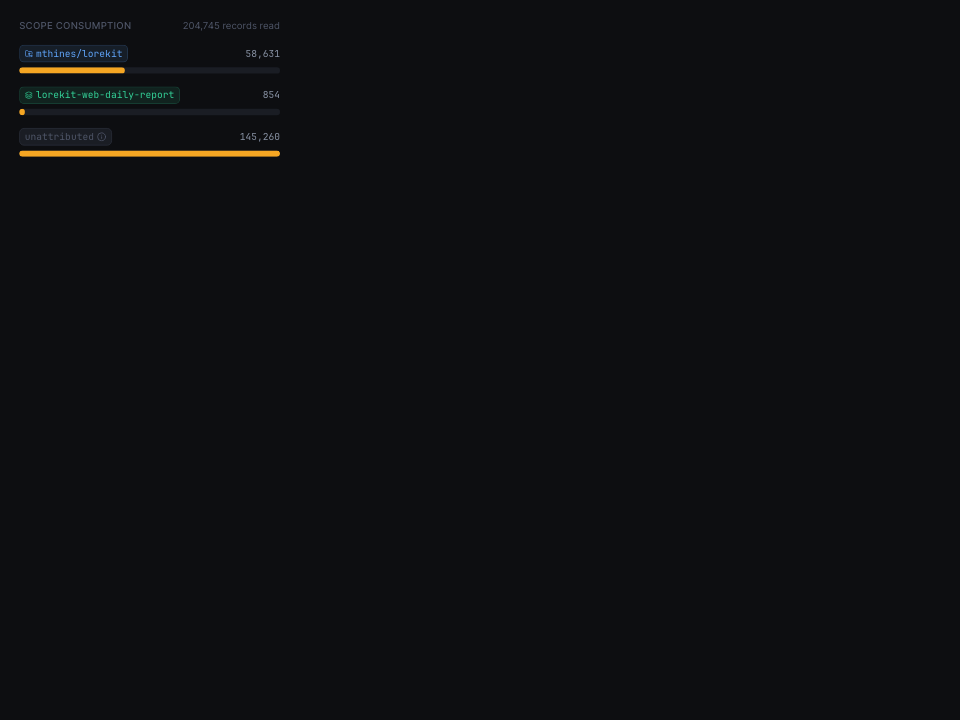 SCOPE CONSUMPTION 204,745 records read
mthines/lorekit 58,631
lorekit-web-daily-report 854
unattributed 145,260